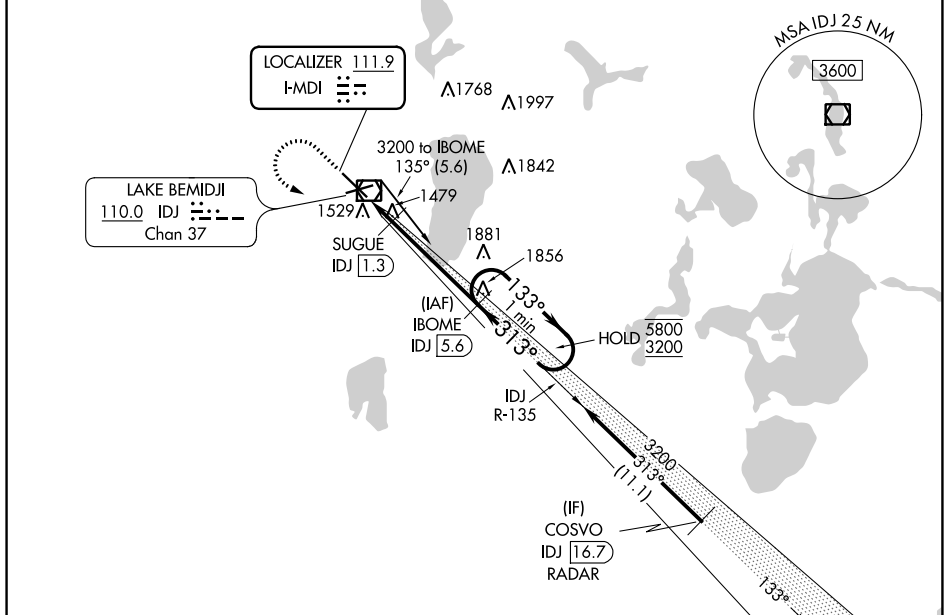 MSA IDJ 25 NM
3600
LOCALIZER 111.9
I-MDI
1768
1997
3200 to IBOME
135° (5.6)
1842
LAKE BEMIDJI
110.0 IDJ
Chan 37
1529
1479
SUGUE
IDJ 1.3
1881
1856
133°
1 min
(IAF)
IBOME
IDJ 5.6
313°
HOLD 5800
3200
IDJ
R-135
3200
313°
(11.1)
(IF)
COSVO
IDJ 16.7
RADAR
133°